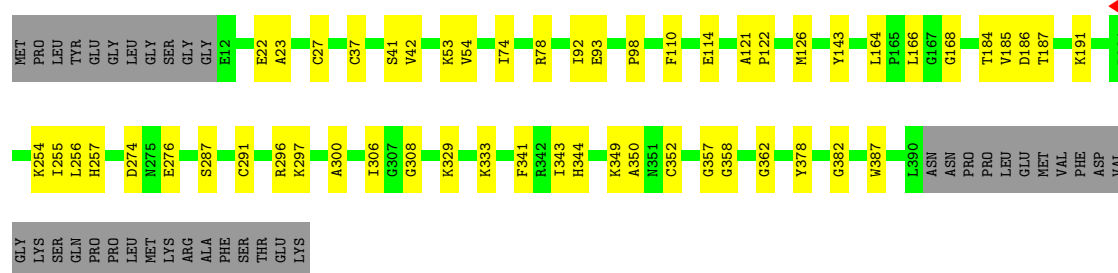 MET PRO LEU TYR GLU GLY LEU GLY SER GLY GLY E12 E22 A23 C27 C37 S41 V42 K53 V54 I74 R78 I92 E93 P98 F110 E114 A121 P122 M126 Y143 L164 P165 L166 G167 G168 T184 V185 D186 T187 K191
K254 I255 L256 H257 D274 N275 E276 S287 C291 R296 K297 A300 I306 G307 G308 K329 K333 F341 R342 I343 H344 K349 A350 N351 C352 G357 G358 G362 Y378 G382 W387 L390 ASN ASN PRO PRO LEU GLU MET VAL PHE ASP VAL
GLY LYS SER GLN PRO PRO LEU MET LYS ARG ALA PHE SER THR GLU LYS